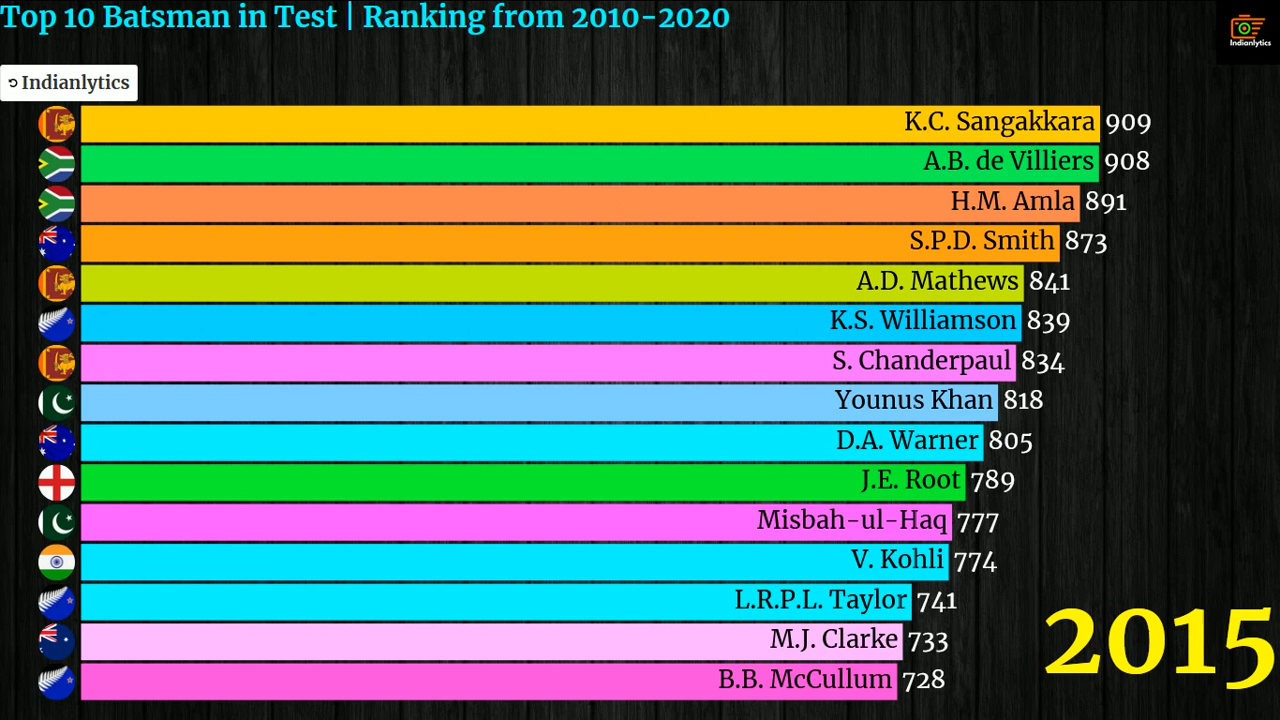 Top 10 Batsman in Test | Ranking from 2010-2020
Indianlytics
Indianlytics
K.C. Sangakkara 909
A.B. de Villiers 908
H.M. Amla 891
S.P.D. Smith 873
A.D. Mathews 841
K.S. Williamson 839
S. Chanderpaul 834
Younus Khan 818
D.A. Warner 805
J.E. Root 789
Misbah-ul-Haq 777
V. Kohli 774
L.R.P.L. Taylor 741
M.J. Clarke 733
B.B. McCullum 728
2015